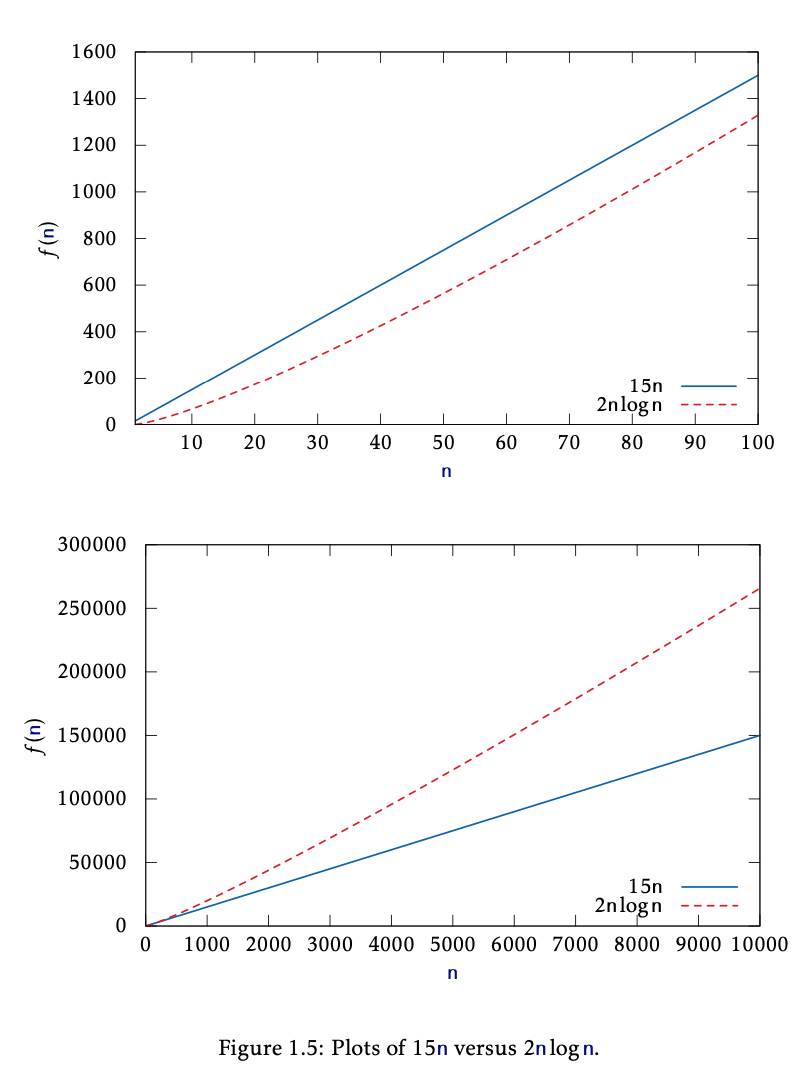 1600
1400
1200
1000
800
600
400
200
0
f(n)
15n
2n log n
10 20 30 40 50 60 70 80 90 100
n
300000
250000
200000
150000
100000
50000
0
f(n)
15n
2n log n
0 1000 2000 3000 4000 5000 6000 7000 8000 9000 10000
n
Figure 1.5: Plots of 15n versus 2n log n.